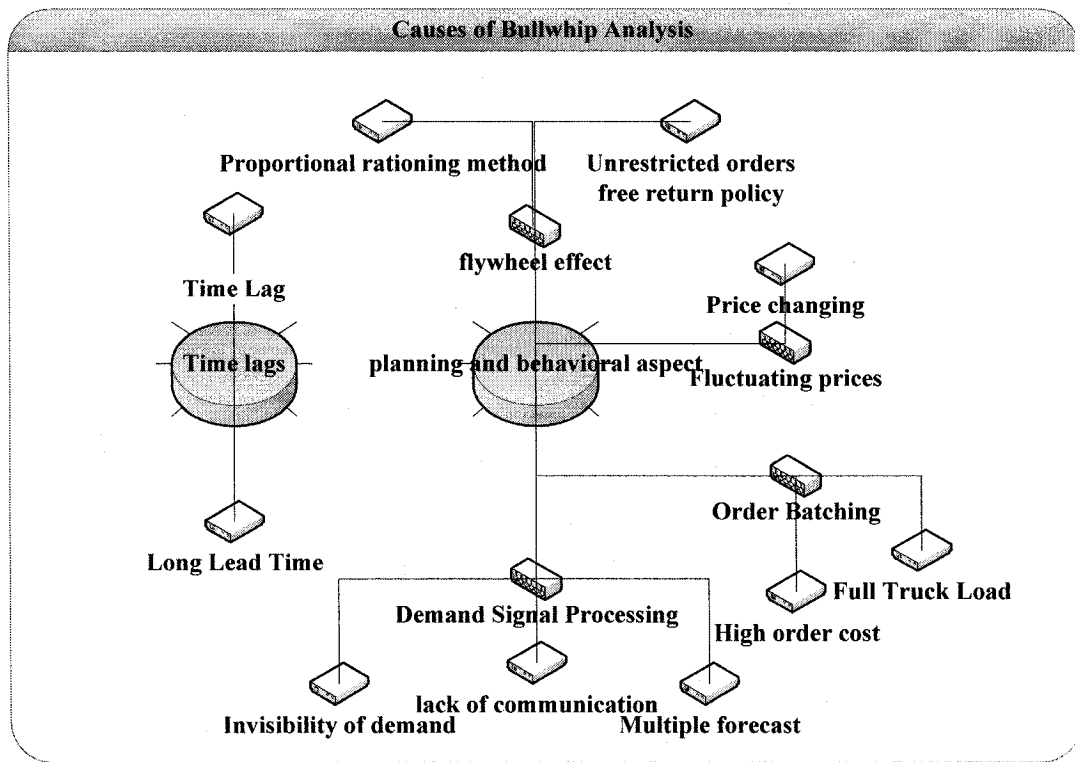 Causes of Bullwhip Analysis
Proportional rationing method
Unrestricted orders
free return policy
flywheel effect
Time Lag
Price changing
Time lags
planning and behavioral aspect
Fluctuating prices
Order Batching
Long Lead Time
Full Truck Load
Demand Signal Processing
High order cost
lack of communication
Invisibility of demand
Multiple forecast